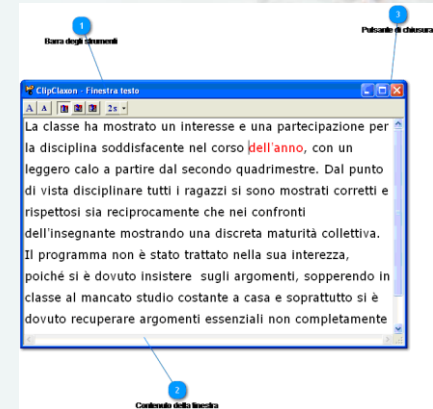 1
3
Barra degli strumenti
Pulsante di chiusura
ClipClaxon - Finestra testo
A A 2s
La classe ha mostrato un interesse e una partecipazione per
la disciplina soddisfacente nel corso dell'anno, con un
leggero calo a partire dal secondo quadrimestre. Dal punto
di vista disciplinare tutti i ragazzi si sono mostrati corretti e
rispettosi sia reciprocamente che nei confronti
dell'insegnante mostrando una discreta maturità collettiva.
Il programma non è stato trattato nella sua interezza,
poiché si è dovuto insistere  sugli argomenti, sopperendo in
classe al mancato studio costante a casa e soprattutto si è
dovuto recuperare argomenti essenziali non completamente
2
Contenuto della finestra